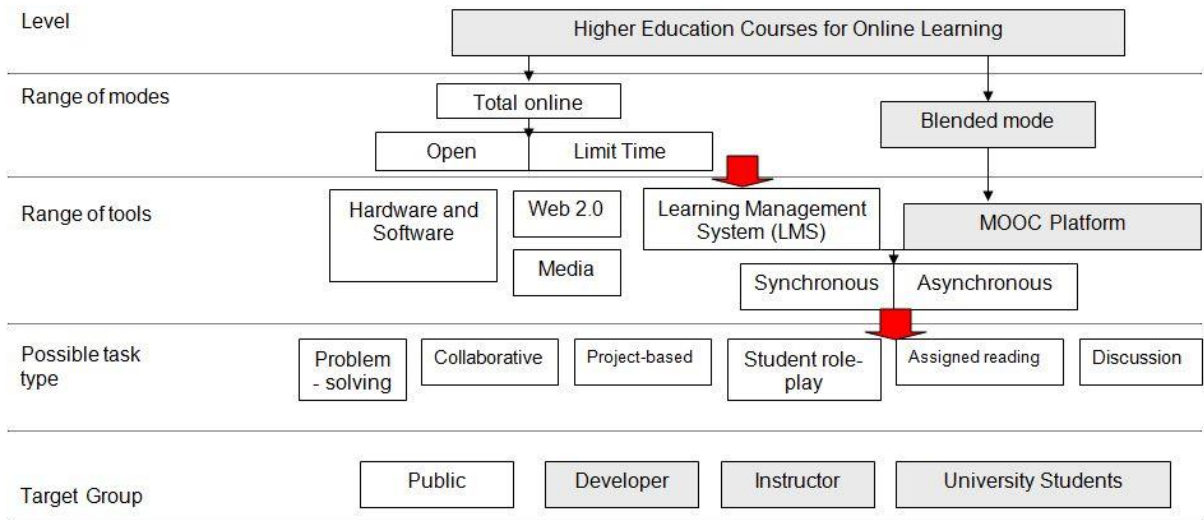 Level
Higher Education Courses for Online Learning
Range of modes
Total online
Blended mode
Open
Limit Time
Range of tools
Hardware and
Software
Web 2.0
Media
Learning Management
System (LMS)
MOOC Platform
Synchronous
Asynchronous
Possible task
type
Problem
- solving
Collaborative
Project-based
Student role-
play
Assigned reading
Discussion
Target Group
Public
Developer
Instructor
University Students